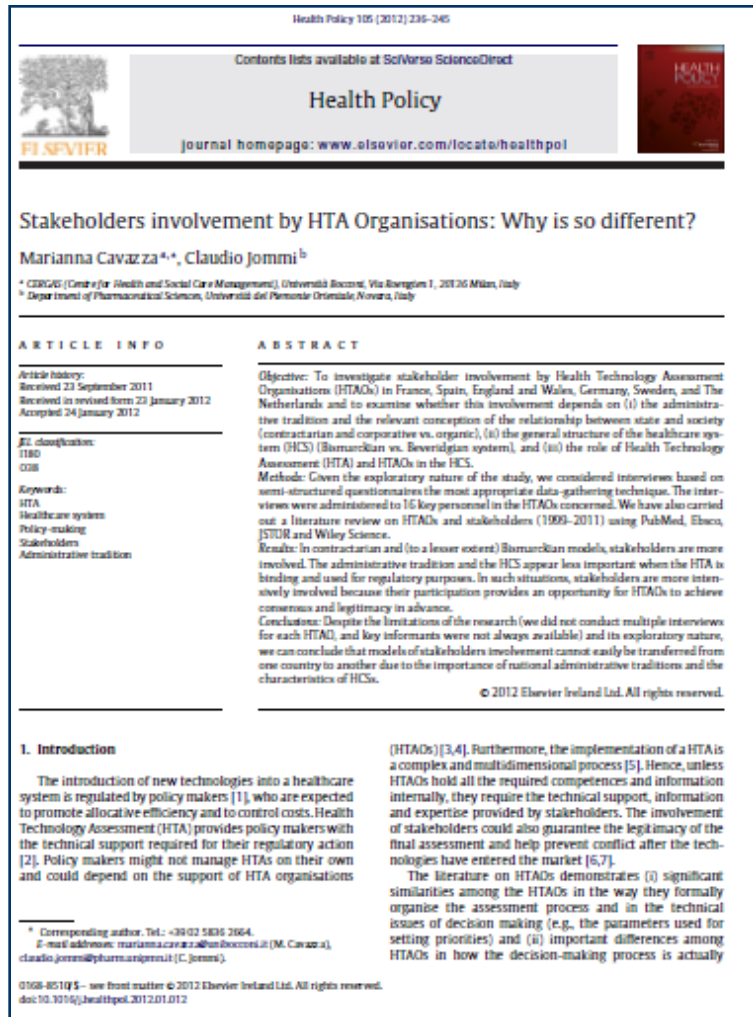 Health Policy 105 (2012) 236–245
Contents lists available at SciVerse ScienceDirect
Health Policy
journal homepage: www.elsevier.com/locate/healthpol
ELSEVIER
HEALTH
POLICY
Stakeholders involvement by HTA Organisations: Why is so different?
Marianna Cavazza a,*, Claudio Jommi b
a CERGAS (Centre for Health and Social Care Management), Università Bocconi, Via Roentgen 1, 20136 Milan, Italy
b Department of Pharmaceutical Sciences, Università del Piemonte Orientale, Novara, Italy
ARTICLE INFO
Article history:
Received 23 September 2011
Received in revised form 23 January 2012
Accepted 24 January 2012
JEL classification:
I180
O38
Keywords:
HTA
Healthcare system
Policy-making
Stakeholders
Administrative tradition
ABSTRACT
Objective: To investigate stakeholder involvement by Health Technology Assessment
Organisations (HTAOs) in France, Spain, England and Wales, Germany, Sweden, and The
Netherlands and to examine whether this involvement depends on (i) the administra-
tive tradition and the relevant conception of the relationship between state and society
(contractarian and corporative vs. organic), (ii) the general structure of the healthcare sys-
tem (HCS) (Bismarckian vs. Beveridgian system), and (iii) the role of Health Technology
Assessment (HTA) and HTAOs in the HCS.
Methods: Given the exploratory nature of the study, we considered interviews based on
semi-structured questionnaires the most appropriate data-gathering technique. The inter-
views were administered to 16 key personnel in the HTAOs concerned. We have also carried
out a literature review on HTAOs and stakeholders (1999–2011) using PubMed, Ebsco,
JSTOR and Wiley Science.
Results: In contractarian and (to a lesser extent) Bismarckian models, stakeholders are more
involved. The administrative tradition and the HCS appear less important when the HTA is
binding and used for regulatory purposes. In such situations, stakeholders are more inten-
sively involved because their participation provides an opportunity for HTAOs to achieve
consensus and legitimacy in advance.
Conclusions: Despite the limitations of the research (we did not conduct multiple interviews
for each HTAO, and key informants were not always available) and its exploratory nature,
we can conclude that models of stakeholders involvement cannot easily be transferred from
one country to another due to the importance of national administrative traditions and the
characteristics of HCSs.
© 2012 Elsevier Ireland Ltd. All rights reserved.
1. Introduction
The introduction of new technologies into a healthcare
system is regulated by policy makers [1], who are expected
to promote allocative efficiency and to control costs. Health
Technology Assessment (HTA) provides policy makers with
the technical support required for their regulatory action
[2]. Policy makers might not manage HTAs on their own
and could depend on the support of HTA organisations
* Corresponding author. Tel.: +39 02 5836 2664.
E-mail addresses: marianna.cavazza@unibocconi.it (M. Cavazza),
claudio.jommi@pharm.unipmn.it (C. Jommi).
(HTAOs) [3,4]. Furthermore, the implementation of a HTA is
a complex and multidimensional process [5]. Hence, unless
HTAOs hold all the required competences and information
internally, they require the technical support, information
and expertise provided by stakeholders. The involvement
of stakeholders could also guarantee the legitimacy of the
final assessment and help prevent conflict after the tech-
nologies have entered the market [6,7].
The literature on HTAOs demonstrates (i) significant
similarities among the HTAOs in the way they formally
organise the assessment process and in the technical
issues of decision making (e.g., the parameters used for
setting priorities) and (ii) important differences among
HTAOs in how the decision-making process is actually
0168-8510/$ – see front matter © 2012 Elsevier Ireland Ltd. All rights reserved.
doi:10.1016/j.healthpol.2012.01.012